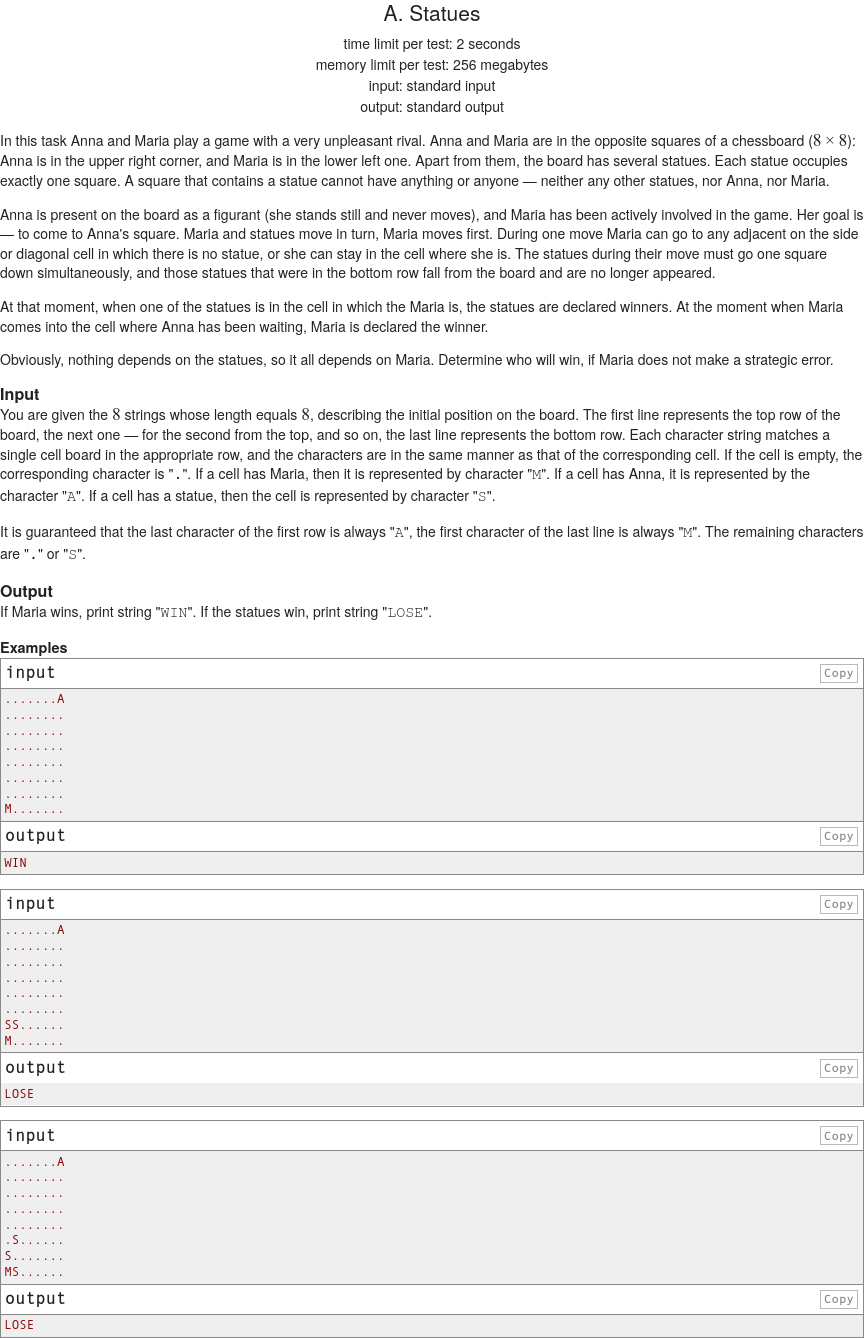 A. Statues
time limit per test: 2 seconds
memory limit per test: 256 megabytes
input: standard input
output: standard output
In this task Anna and Maria play a game with a very unpleasant rival. Anna and Maria are in the opposite squares of a chessboard (8 × 8):
Anna is in the upper right corner, and Maria is in the lower left one. Apart from them, the board has several statues. Each statue occupies
exactly one square. A square that contains a statue cannot have anything or anyone — neither any other statues, nor Anna, nor Maria.
Anna is present on the board as a figurant (she stands still and never moves), and Maria has been actively involved in the game. Her goal is
— to come to Anna's square. Maria and statues move in turn, Maria moves first. During one move Maria can go to any adjacent on the side
or diagonal cell in which there is no statue, or she can stay in the cell where she is. The statues during their move must go one square
down simultaneously, and those statues that were in the bottom row fall from the board and are no longer appeared.
At that moment, when one of the statues is in the cell in which the Maria is, the statues are declared winners. At the moment when Maria
comes into the cell where Anna has been waiting, Maria is declared the winner.
Obviously, nothing depends on the statues, so it all depends on Maria. Determine who will win, if Maria does not make a strategic error.
Input
You are given the 8 strings whose length equals 8, describing the initial position on the board. The first line represents the top row of the
board, the next one — for the second from the top, and so on, the last line represents the bottom row. Each character string matches a
single cell board in the appropriate row, and the characters are in the same manner as that of the corresponding cell. If the cell is empty, the
corresponding character is ".". If a cell has Maria, then it is represented by character "M". If a cell has Anna, it is represented by the
character "A". If a cell has a statue, then the cell is represented by character "S".
It is guaranteed that the last character of the first row is always "A", the first character of the last line is always "M". The remaining characters
are "." or "S".
Output
If Maria wins, print string "WIN". If the statues win, print string "LOSE".
Examples
input Copy
.......A
........
........
........
........
........
........
M.......
output Copy
WIN
input Copy
.......A
........
........
........
........
........
SS......
M.......
output Copy
LOSE
input Copy
.......A
........
........
........
........
.S......
S.......
MS......
output Copy
LOSE